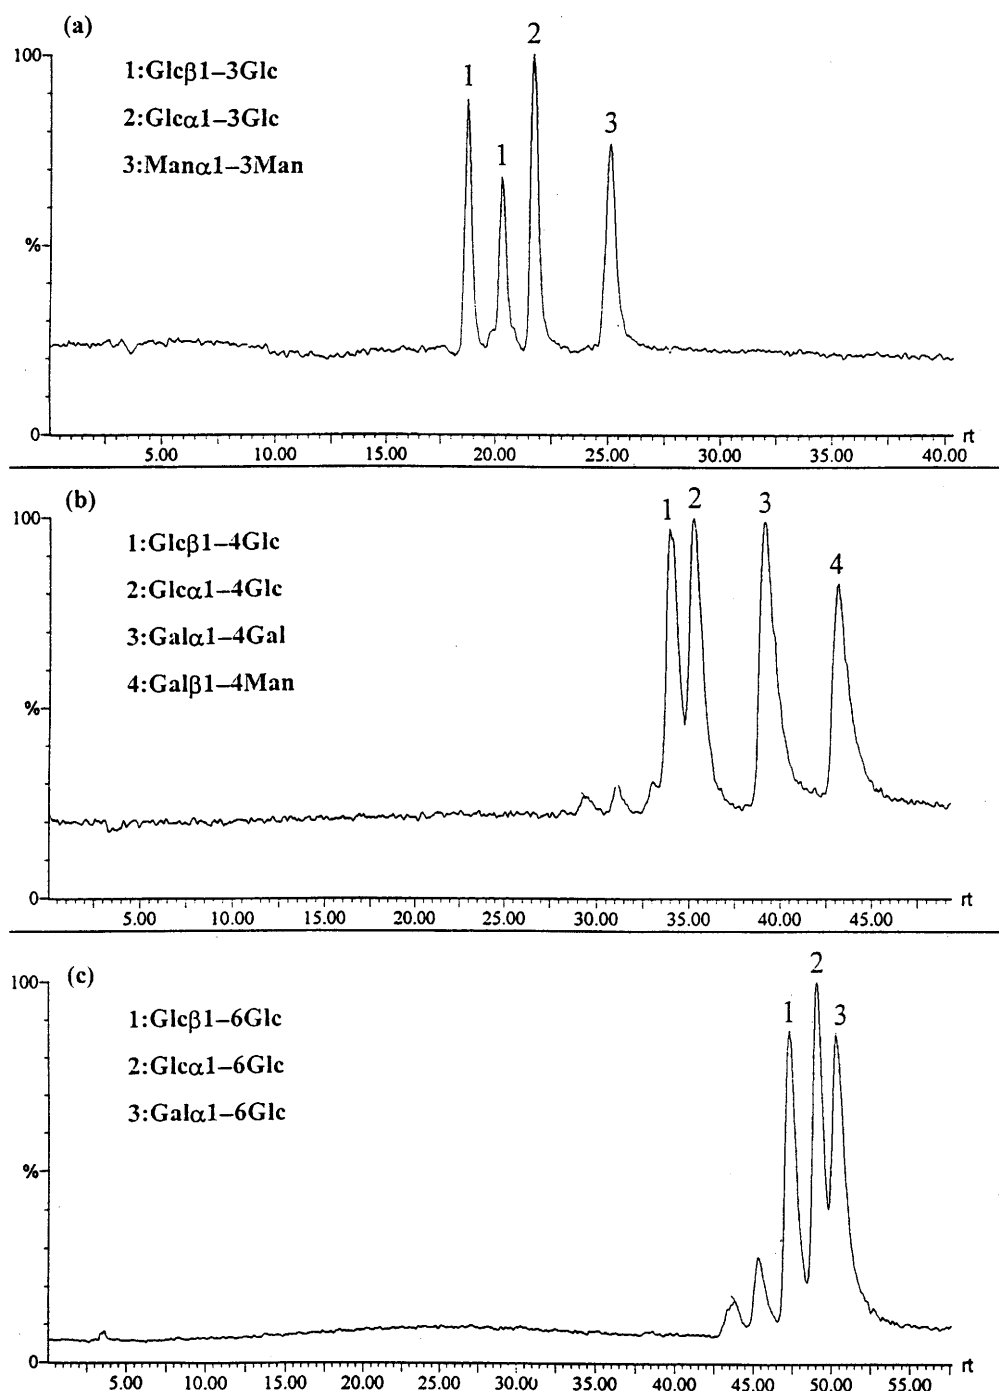 (a)
1:Glcβ1–3Glc
2:Glcα1–3Glc
3:Manα1–3Man
1
1
2
3
100
%
0
5.00 10.00 15.00 20.00 25.00 30.00 35.00 40.00
rt
(b)
1:Glcβ1–4Glc
2:Glcα1–4Glc
3:Galα1–4Gal
4:Galβ1–4Man
1
2
3
4
100
%
0
5.00 10.00 15.00 20.00 25.00 30.00 35.00 40.00 45.00
rt
(c)
1:Glcβ1–6Glc
2:Glcα1–6Glc
3:Galα1–6Glc
1
2
3
100
%
0
5.00 10.00 15.00 20.00 25.00 30.00 35.00 40.00 45.00 50.00 55.00
rt